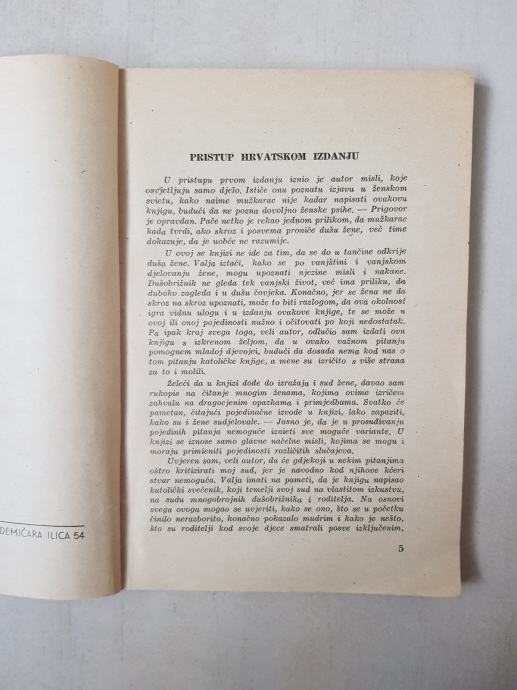 PRISTUP HRVATSKOM IZDANJU
U pristupu prvom izdanju iznio je autor misli, koje
osvjetljuju samo djelo. Ističe onu poznatu izjavu u ženskom
svietu, kako naime mužkarac nije kadar napisati ovakovu
knjigu, budući da ne pozna dovoljno ženske psihe. — Prigovor
je opravdan. Pače netko je rekao jednom prilikom, da mužkarac
kada tvrdi, ako skroz i posvema proniče dušu žene, već time
dokazuje, da je uobće ne razumije.
U ovoj se knjizi ne ide za tim, da se do u tančine odkrije
duša žene. Valja iztaći, kako se po vanjštini i vanjskom
djelovanju žene, mogu upoznati njezine misli i nakane.
Dušobrižnik ne gleda tek vanjski život, već ima priliku, da
duboko zagleda i u dušu čovjeka. Konačno, jer se žena ne da
skroz na skroz upoznati, može to biti razlogom, da ova okolnost
igra vidnu ulogu i u izdanju ovakove knjige, te se može u
ovoj ili onoj pojedinosti nužno i očitovati po koji nedostatak.
Pa ipak kraj svega toga, veli autor, odlučio sam izdati ovu
knjigu s izkrenom željom, da u ovako važnom pitanju
pomognem mladoj djevojci, budući da dosada nema kod nas o
tom pitanju katoličke knjige, a mene su izričito s više strana
za to i molili.
Želeći da u knjizi dođe do izražaja i sud žene, davao sam
rukopis na čitanje mnogim ženama, kojima ovime izričem
zahvalu na dragocjenim opazkama i primjedbama. Svatko će
pametan, čitajući pojedinačne izvode u knjizi, lako zapaziti,
kako su i žene sudjelovale. — Jasno je, da je u prosuđivanju
pojedinih pitanja nemoguće iznieti sve moguće variante. U
knjizi se iznose samo glavne načelne misli, kojima se mogu i
moraju primieniti pojedinosti različitih slučajeva.
Uvjeren sam, veli autor, da će gdjekoji u nekim pitanjima
oštro kritizirati moj sud, jer je navodno kod njihove kćeri
stvar nemoguća. Valja imati na pameti, da je knjigu napisao
katolički svećenik, koji temelji svoj sud na vlastitom izkustvu,
na sudu mnogobrojnih dušobrižnika i roditelja. Na osnovi
svega ovoga mogao se uvjeriti, kako se ono, što se u početku
činilo nerazborito, konačno pokazalo mudrim i kako je nešto,
što su roditelji kod svoje djece smatrali posve izključenim,
5
DEMIČARA ILICA 54